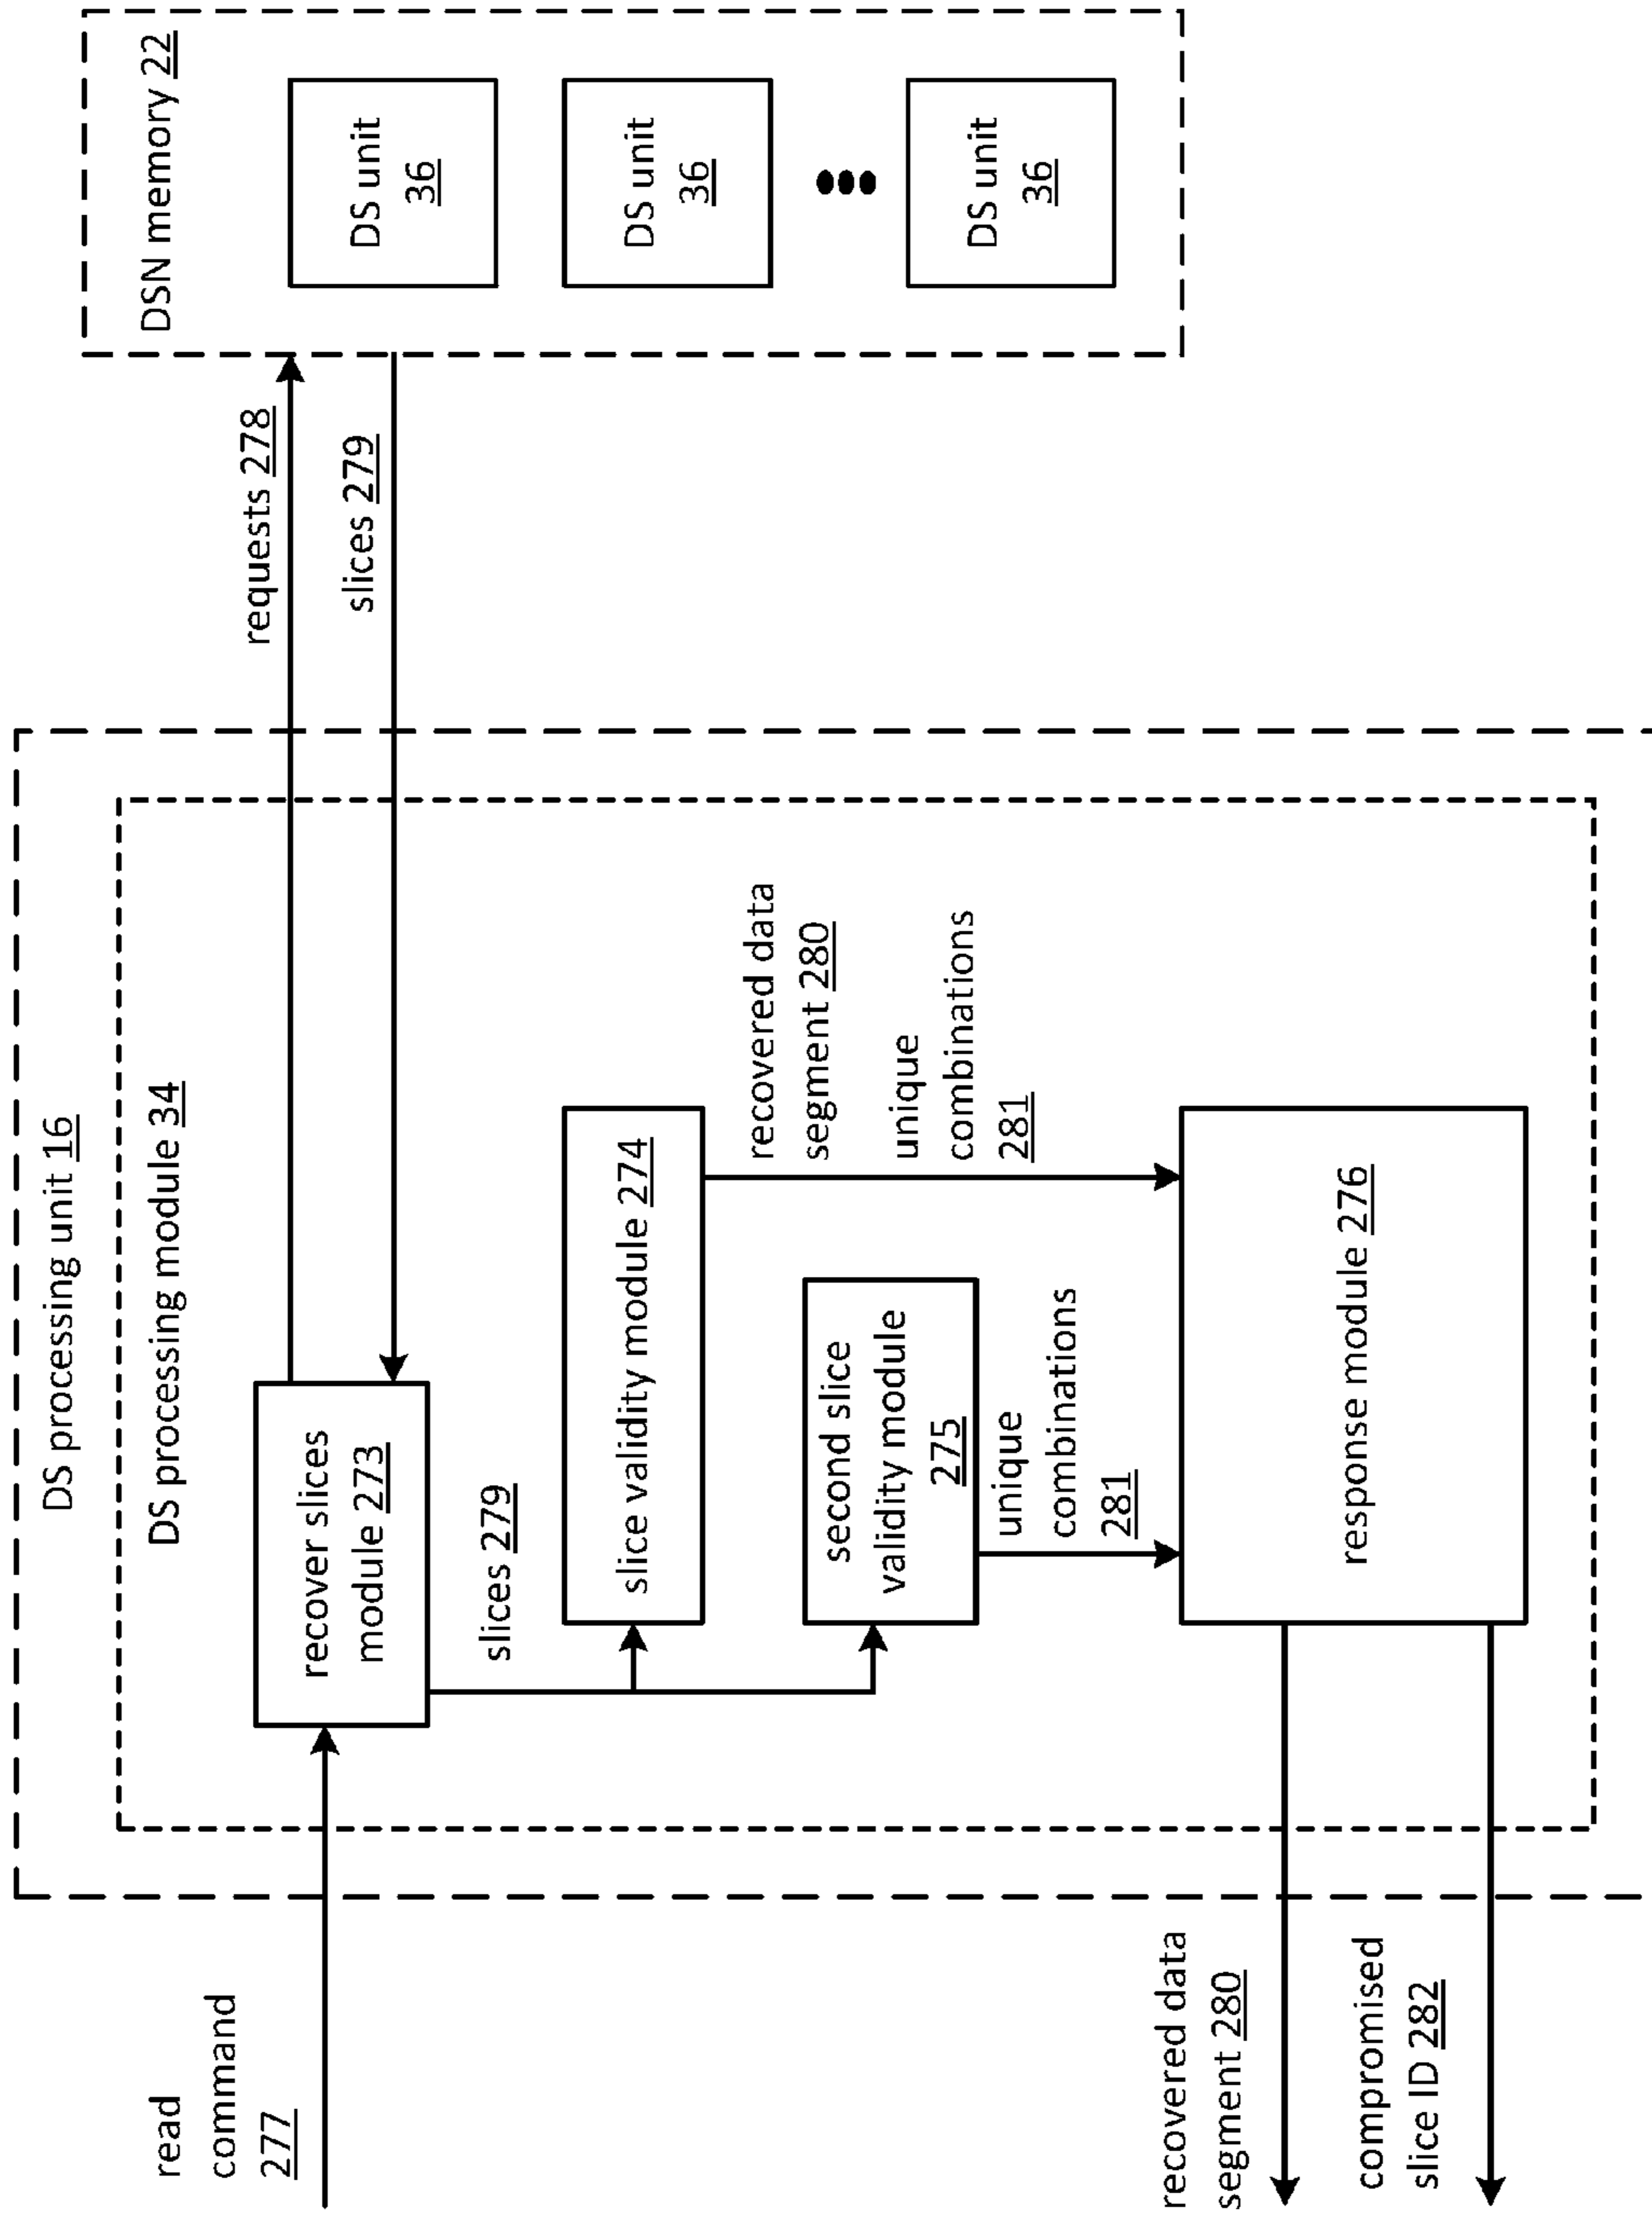 DS processing unit 16
DS processing module 34
DSN memory 22
read
command
277
recover slices
module 273
requests 278
slices 279
DS unit
36
DS unit
36
DS unit
36
slices 279
slice validity module 274
second slice
validity module
275
recovered data
segment 280
unique
combinations
281
unique
combinations
281
response module 276
recovered data
segment 280
compromised
slice ID 282